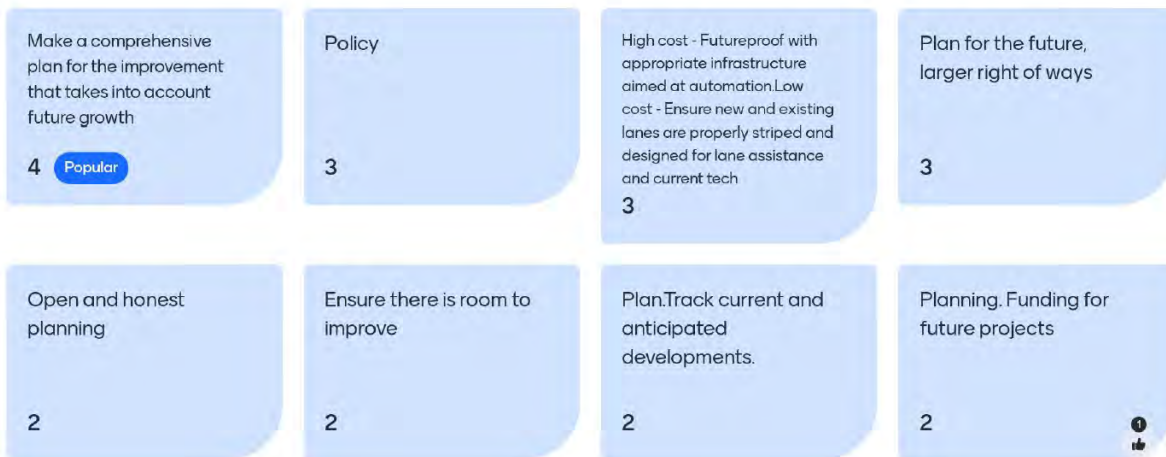 Make a comprehensive
plan for the improvement
that takes into account
future growth
4 Popular
Policy
3
High cost - Futureproof with
appropriate infrastructure
aimed at automation.Low
cost - Ensure new and existing
lanes are properly striped and
designed for lane assistance
and current tech
3
Plan for the future,
larger right of ways
3
Open and honest
planning
2
Ensure there is room to
improve
2
Plan.Track current and
anticipated
developments.
2
Planning. Funding for
future projects
2
1